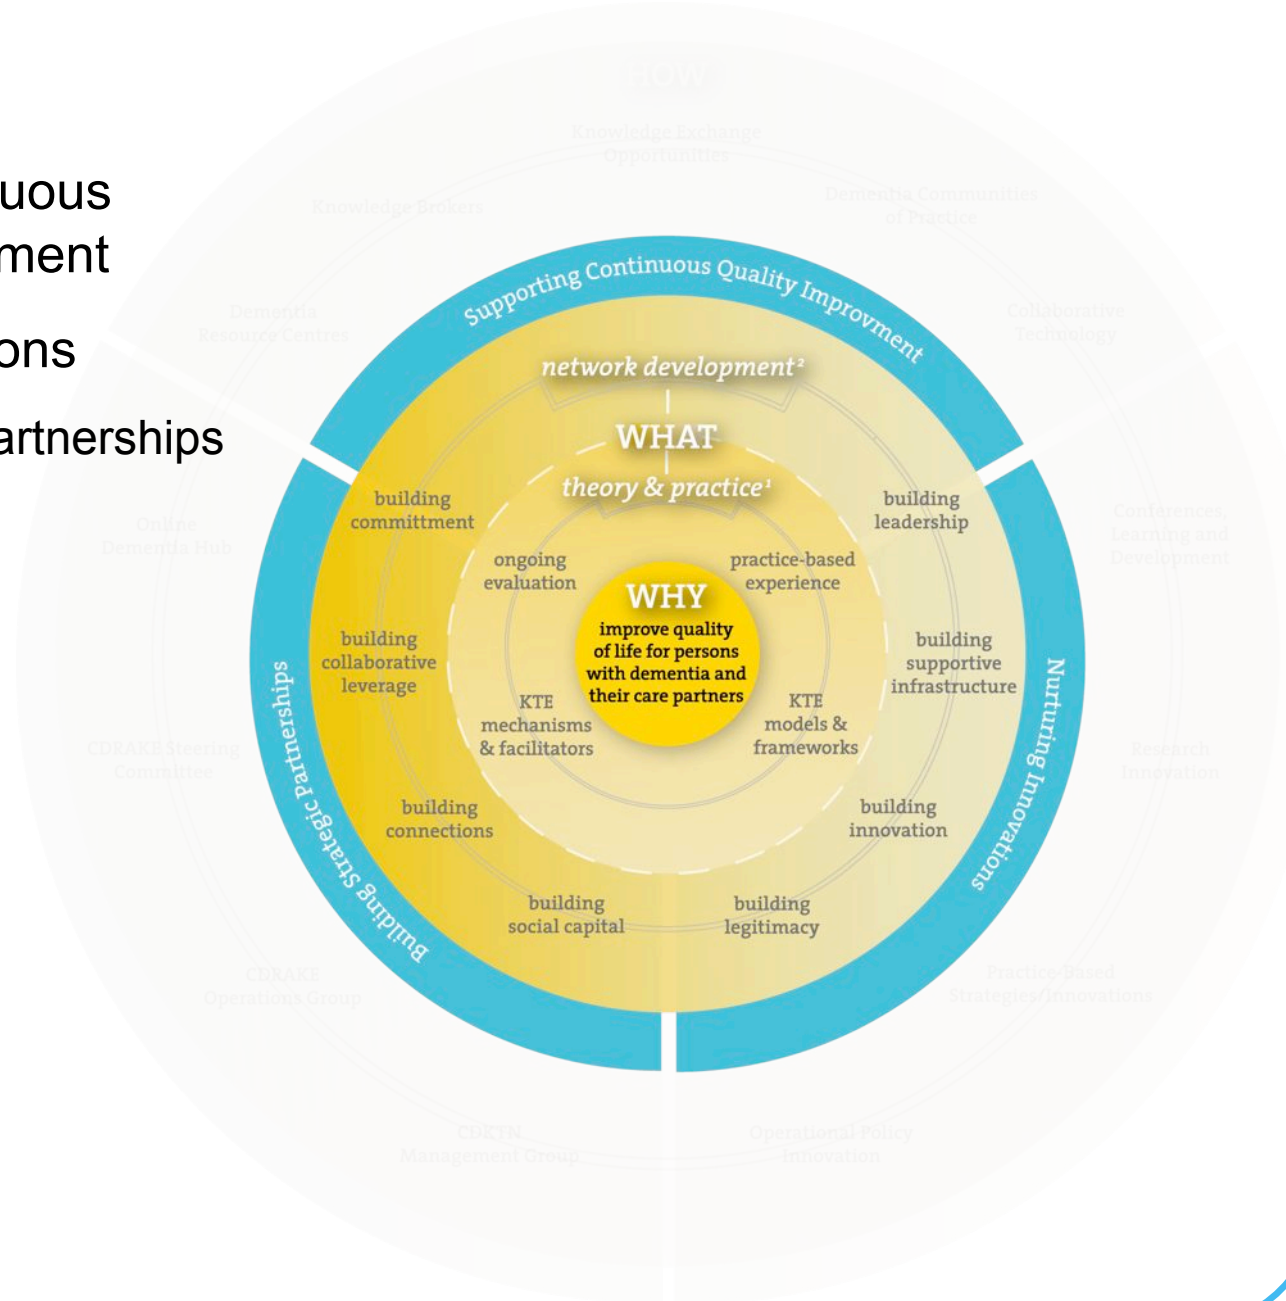 HOW
Knowledge Exchange
Opportunities
Knowledge Brokers
Dementia Communities
of Practice
Dementia
Resource Centres
Collaborative
Technology
Online
Dementia Hub
Conferences,
Learning and
Development
CDRAKE Steering
Committee
Research
Innovation
CDRAKE
Operations Group
Practice-Based
Strategies/Innovations
CDKTN
Management Group
Operational Policy
Innovation
uous
ment
ons
artnerships
Supporting Continuous Quality Improvment
Building Strategic Partnerships
Nurturing Innovations
network development²
WHAT
theory & practice¹
building
committment
building
leadership
ongoing
evaluation
practice-based
experience
WHY
improve quality
of life for persons
with dementia and
their care partners
building
collaborative
leverage
building
supportive
infrastructure
KTE
mechanisms
& facilitators
KTE
models &
frameworks
building
connections
building
innovation
building
social capital
building
legitimacy